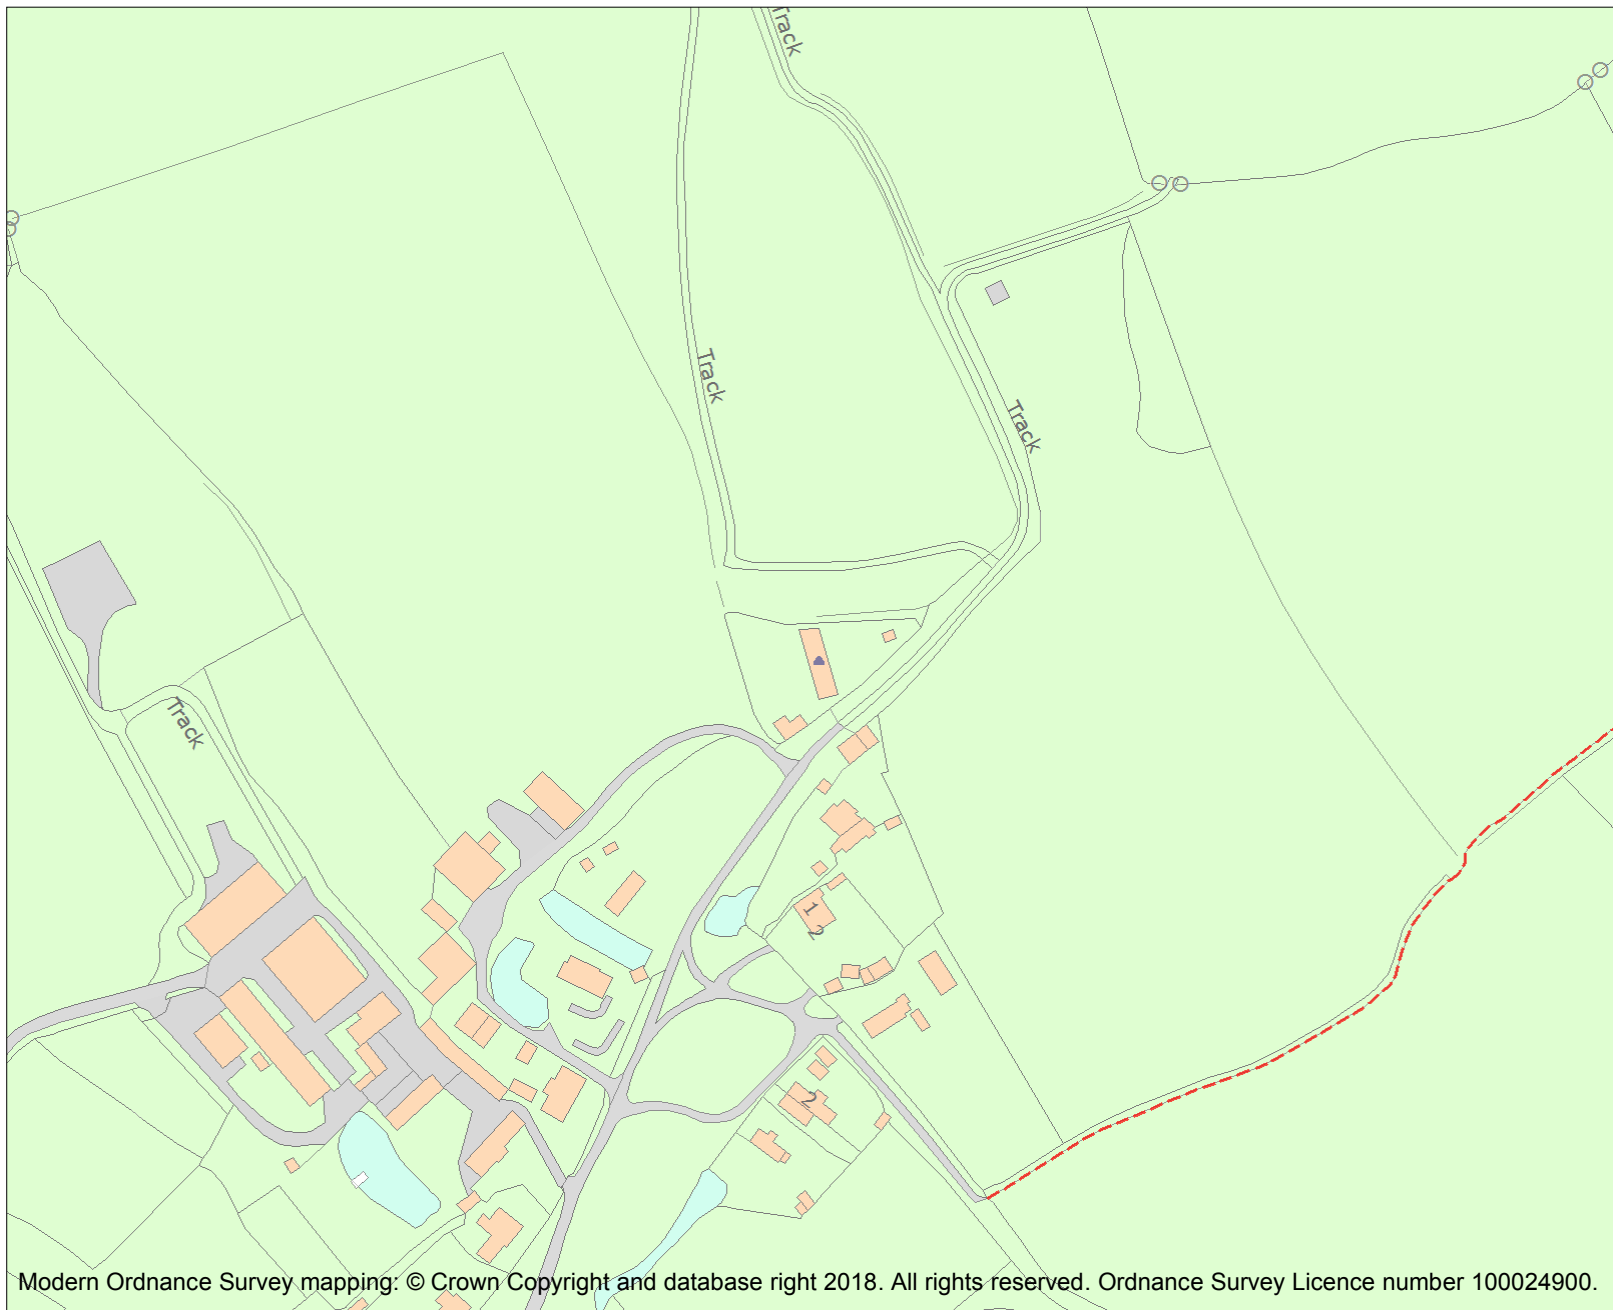 Track
Track
Track
Track
1
2
2
Modern Ordnance Survey mapping: © Crown Copyright and database right 2018. All rights reserved. Ordnance Survey Licence number 100024900.